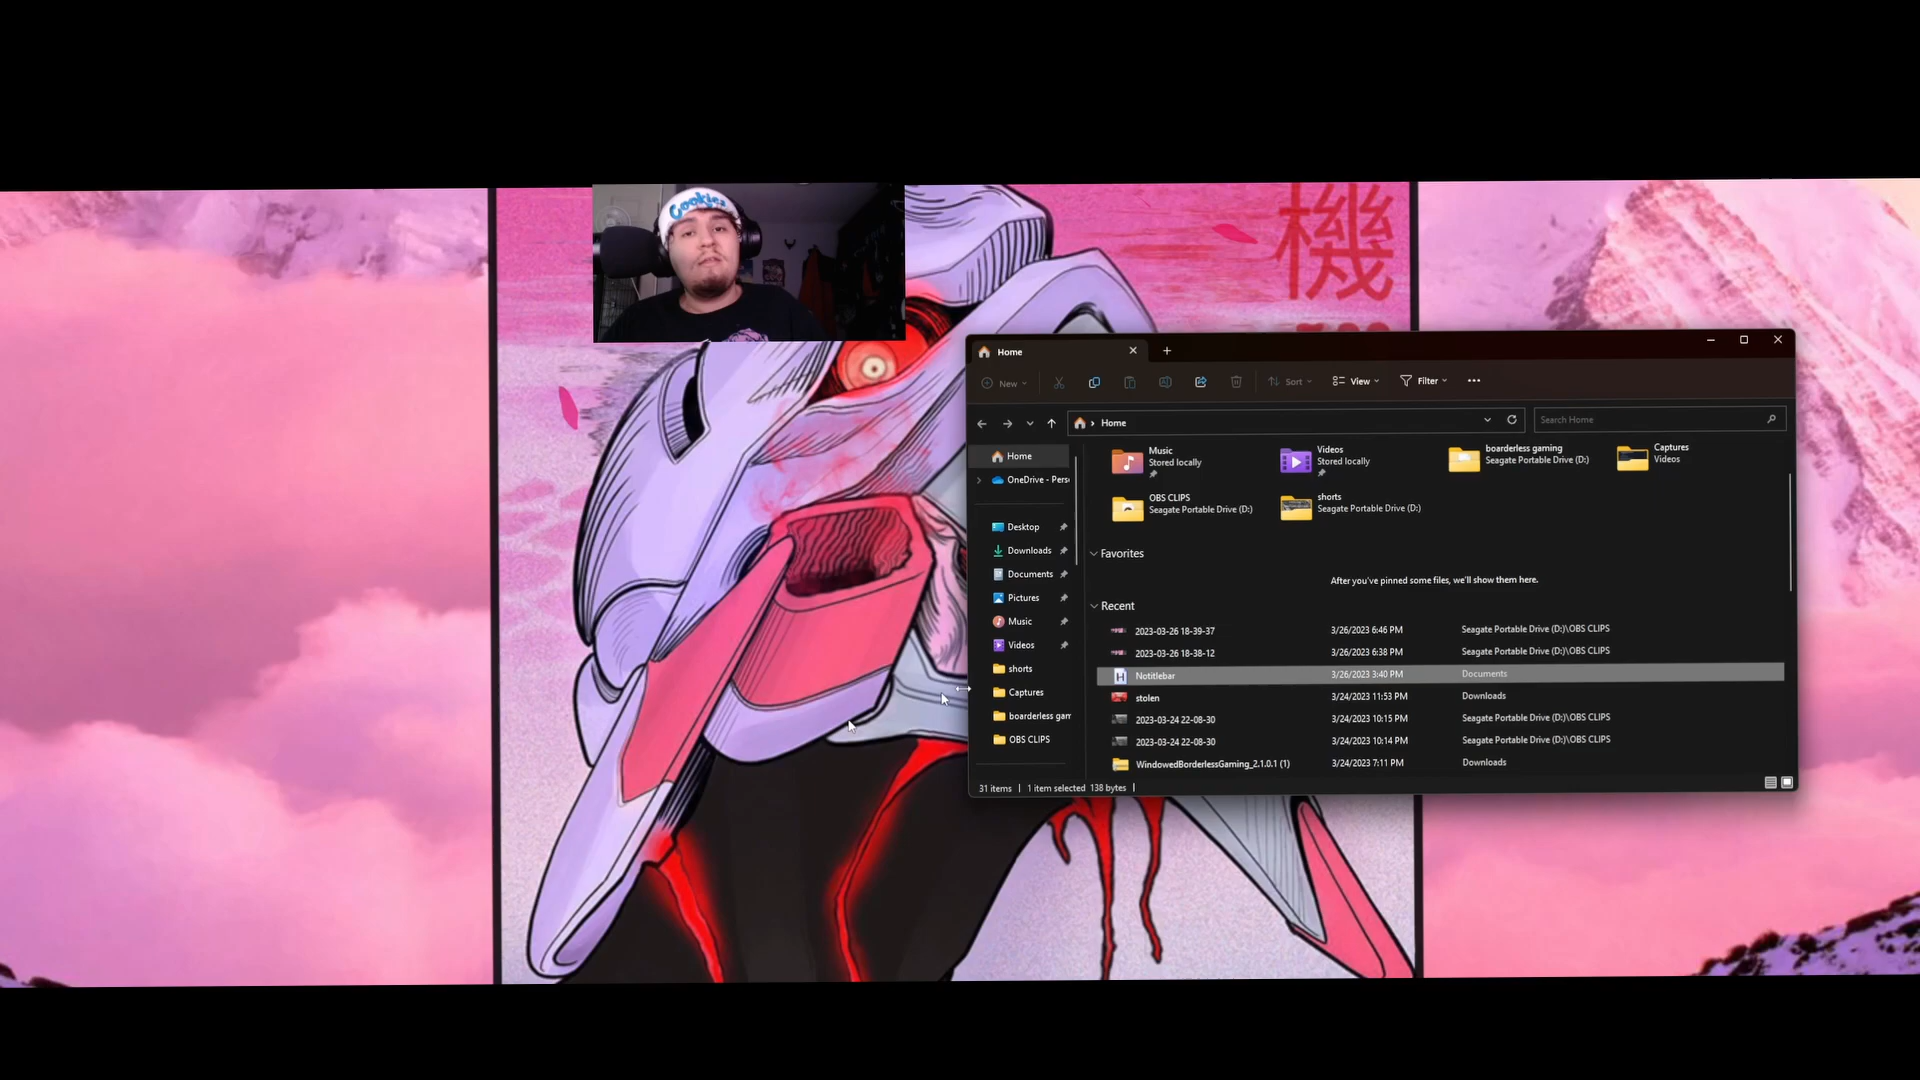 Cookies
機
Home
New
Sort
View
Filter
Home
Search Home
Home
OneDrive - Pers
Desktop
Downloads
Documents
Pictures
Music
Videos
shorts
Captures
boarderless gam
OBS CLIPS
Music
Stored locally
Videos
Stored locally
boarderless gaming
Seagate Portable Drive (D:)
Captures
Videos
OBS CLIPS
Seagate Portable Drive (D:)
shorts
Seagate Portable Drive (D:)
Favorites
After you've pinned some files, we'll show them here.
Recent
2023-03-26 18-39-37 3/26/2023 6:46 PM Seagate Portable Drive (D:)\OBS CLIPS
2023-03-26 18-38-12 3/26/2023 6:38 PM Seagate Portable Drive (D:)\OBS CLIPS
Notitlebar 3/26/2023 3:40 PM Documents
stolen 3/24/2023 11:53 PM Downloads
2023-03-24 22-08-30 3/24/2023 10:15 PM Seagate Portable Drive (D:)\OBS CLIPS
2023-03-24 22-08-30 3/24/2023 10:14 PM Seagate Portable Drive (D:)\OBS CLIPS
WindowedBorderlessGaming_2.1.0.1 (1) 3/24/2023 7:11 PM Downloads
31 items 1 item selected 138 bytes